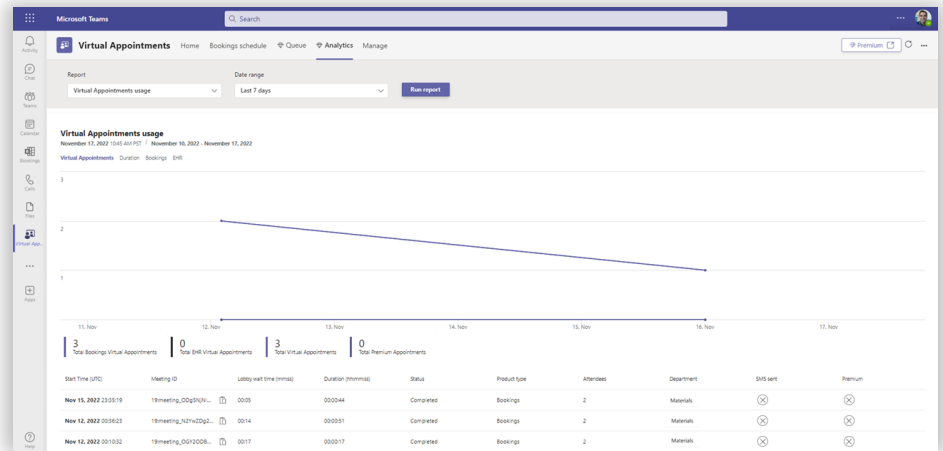 Microsoft Teams
Search
Activity
Chat
Teams
Calendar
Bookings
Calls
Files
Virtual App...
Apps
Help
Virtual Appointments Home Bookings schedule Queue Analytics Manage
Premium
Report Date range
Virtual Appointments usage Last 7 days Run report
Virtual Appointments usage
November 17, 2022 10:45 AM PST | November 10, 2022 - November 17, 2022
Virtual Appointments Duration Bookings EHR
3
2
1
11. Nov 12. Nov 13. Nov 14. Nov 15. Nov 16. Nov 17. Nov
3 0 3 0
Total Bookings Virtual Appointments Total EHR Virtual Appointments Total Virtual Appointments Total Premium Appointments
Start Time (UTC) Meeting ID Lobby wait time (mmss) Duration (hhmmss) Status Product type Attendees Department SMS sent Premium
Nov 15, 2022 23:05:19 00:05 00:00:44 Completed Bookings 2 Materials
Nov 12, 2022 00:56:23 00:14 00:00:51 Completed Bookings 2 Materials
Nov 12, 2022 00:10:32 00:17 00:00:17 Completed Bookings 2 Materials